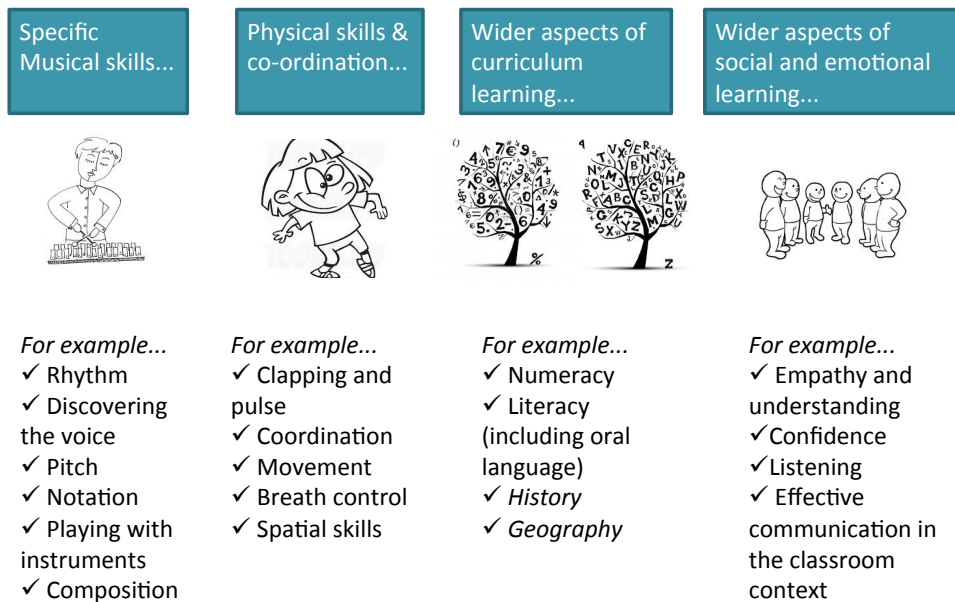 Specific
Musical skills...
Physical skills &
co-ordination...
Wider aspects of
curriculum
learning...
Wider aspects of
social and emotional
learning...
For example...
✓ Rhythm
✓ Discovering
the voice
✓ Pitch
✓ Notation
✓ Playing with
instruments
✓ Composition
For example...
✓ Clapping and
pulse
✓ Coordination
✓ Movement
✓ Breath control
✓ Spatial skills
For example...
✓ Numeracy
✓ Literacy
(including oral
language)
✓ History
✓ Geography
For example...
✓ Empathy and
understanding
✓Confidence
✓Listening
✓ Effective
communication in
the classroom
context